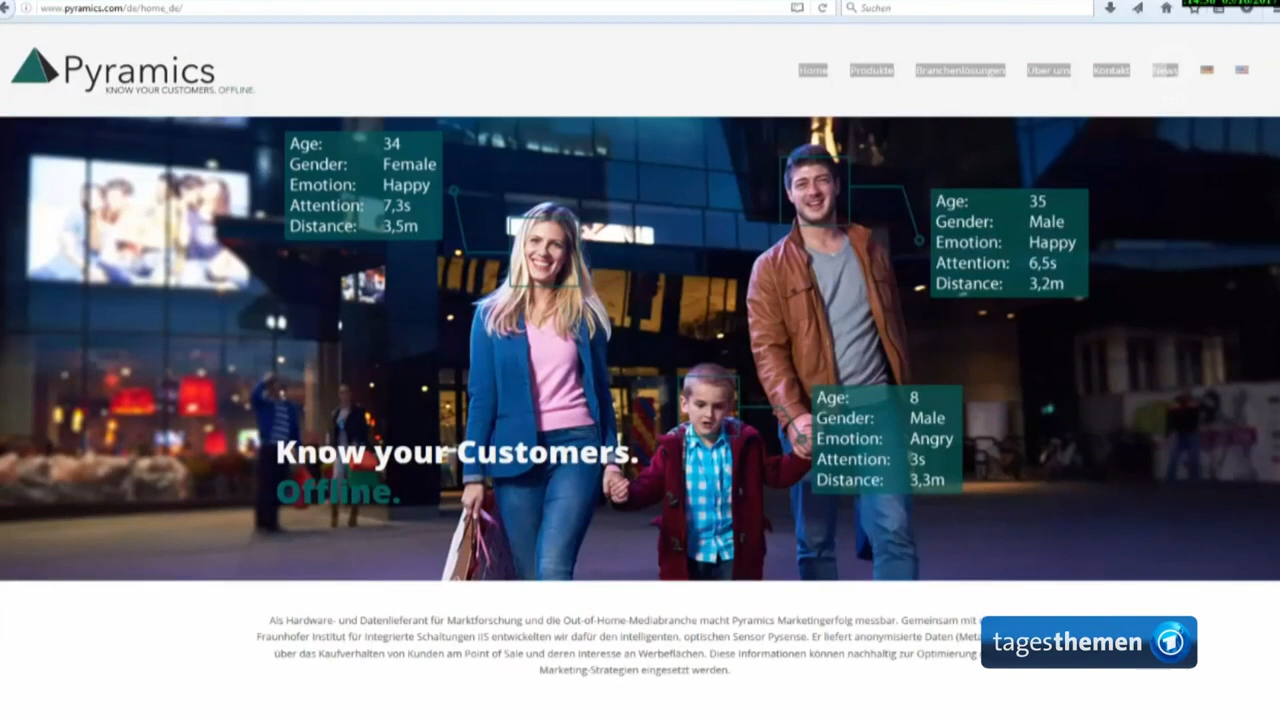 www.pyramics.com/de/home_de/
Suchen
Pyramics
KNOW YOUR CUSTOMERS. OFFLINE.
Home Produkte Branchenlösungen Über uns Kontakt News
Age: 34
Gender: Female
Emotion: Happy
Attention: 7,3s
Distance: 3,5m
Age: 35
Gender: Male
Emotion: Happy
Attention: 6,5s
Distance: 3,2m
Age: 8
Gender: Male
Emotion: Angry
Attention: 3s
Distance: 3,3m
Know your Customers.
Offline.
Als Hardware- und Datenlieferant für Marktforschung und die Out-of-Home-Mediabranche macht Pyramics Marketingerfolg messbar. Gemeinsam mit
Fraunhofer Institut für Integrierte Schaltungen IIS entwickelten wir dafür den intelligenten, optischen Sensor Pysense. Er liefert anonymisierte Daten (Meta
über das Kaufverhalten von Kunden am Point of Sale und deren Interesse an Werbeflächen. Diese Informationen können nachhaltig zur Optimierung
Marketing-Strategien eingesetzt werden.
tagesthemen